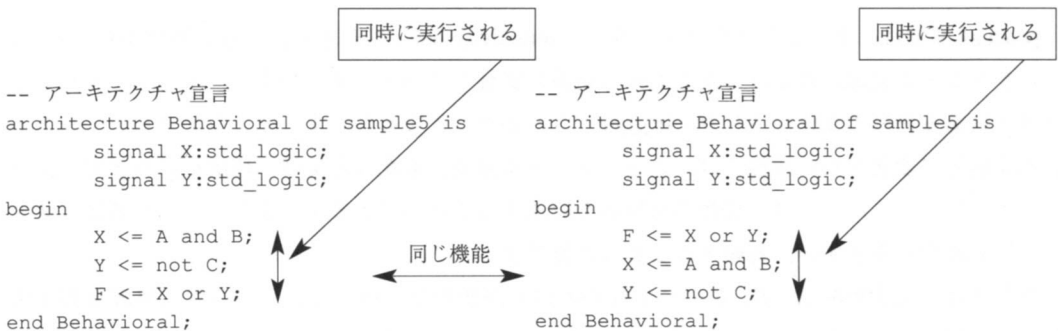 同時に実行される
-- アーキテクチャ宣言
architecture Behavioral of sample5 is
signal X:std_logic;
signal Y:std_logic;
begin
X <= A and B;
Y <= not C;
F <= X or Y;
end Behavioral;
同じ機能
同時に実行される
-- アーキテクチャ宣言
architecture Behavioral of sample5 is
signal X:std_logic;
signal Y:std_logic;
begin
F <= X or Y;
X <= A and B;
Y <= not C;
end Behavioral;